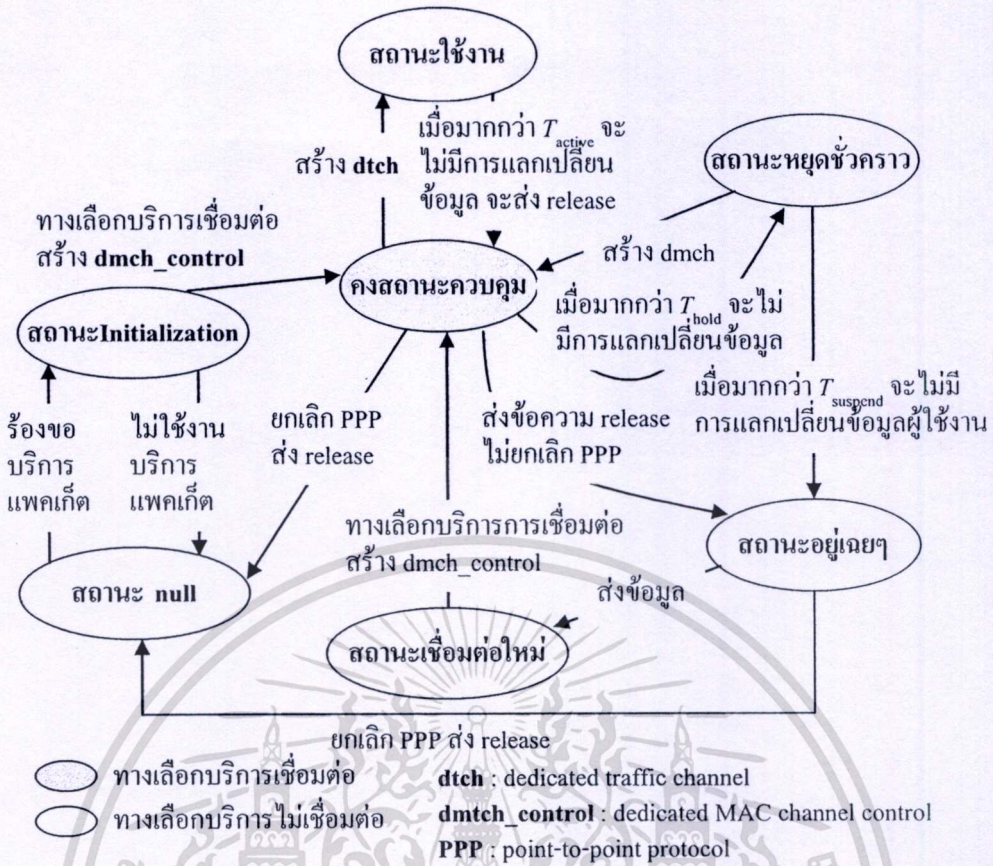 สถานะใช้งาน
สร้าง dtch
เมื่อมากกว่า T_active จะ
ไม่มีการแลกเปลี่ยน
ข้อมูล จะส่ง release
สถานะหยุดชั่วคราว
ทางเลือกบริการเชื่อมต่อ
สร้าง dmch_control
คงสถานะควบคุม
สร้าง dmch
สถานะInitialization
เมื่อมากกว่า T_hold จะไม่
มีการแลกเปลี่ยนข้อมูล
เมื่อมากกว่า T_suspend จะไม่มี
การแลกเปลี่ยนข้อมูลผู้ใช้งาน
ร้องขอ
บริการ
แพคเก็ต
ไม่ใช้งาน
บริการ
แพคเก็ต
ยกเลิก PPP
ส่ง release
ส่งข้อความ release
ไม่ยกเลิก PPP
ทางเลือกบริการการเชื่อมต่อ
สร้าง dmch_control
สถานะอยู่เฉยๆ
สถานะ null
ส่งข้อมูล
สถานะเชื่อมต่อใหม่
ยกเลิก PPP ส่ง release
ทางเลือกบริการเชื่อมต่อ
ทางเลือกบริการไม่เชื่อมต่อ
dtch : dedicated traffic channel
dmtch_control : dedicated MAC channel control
PPP : point-to-point protocol